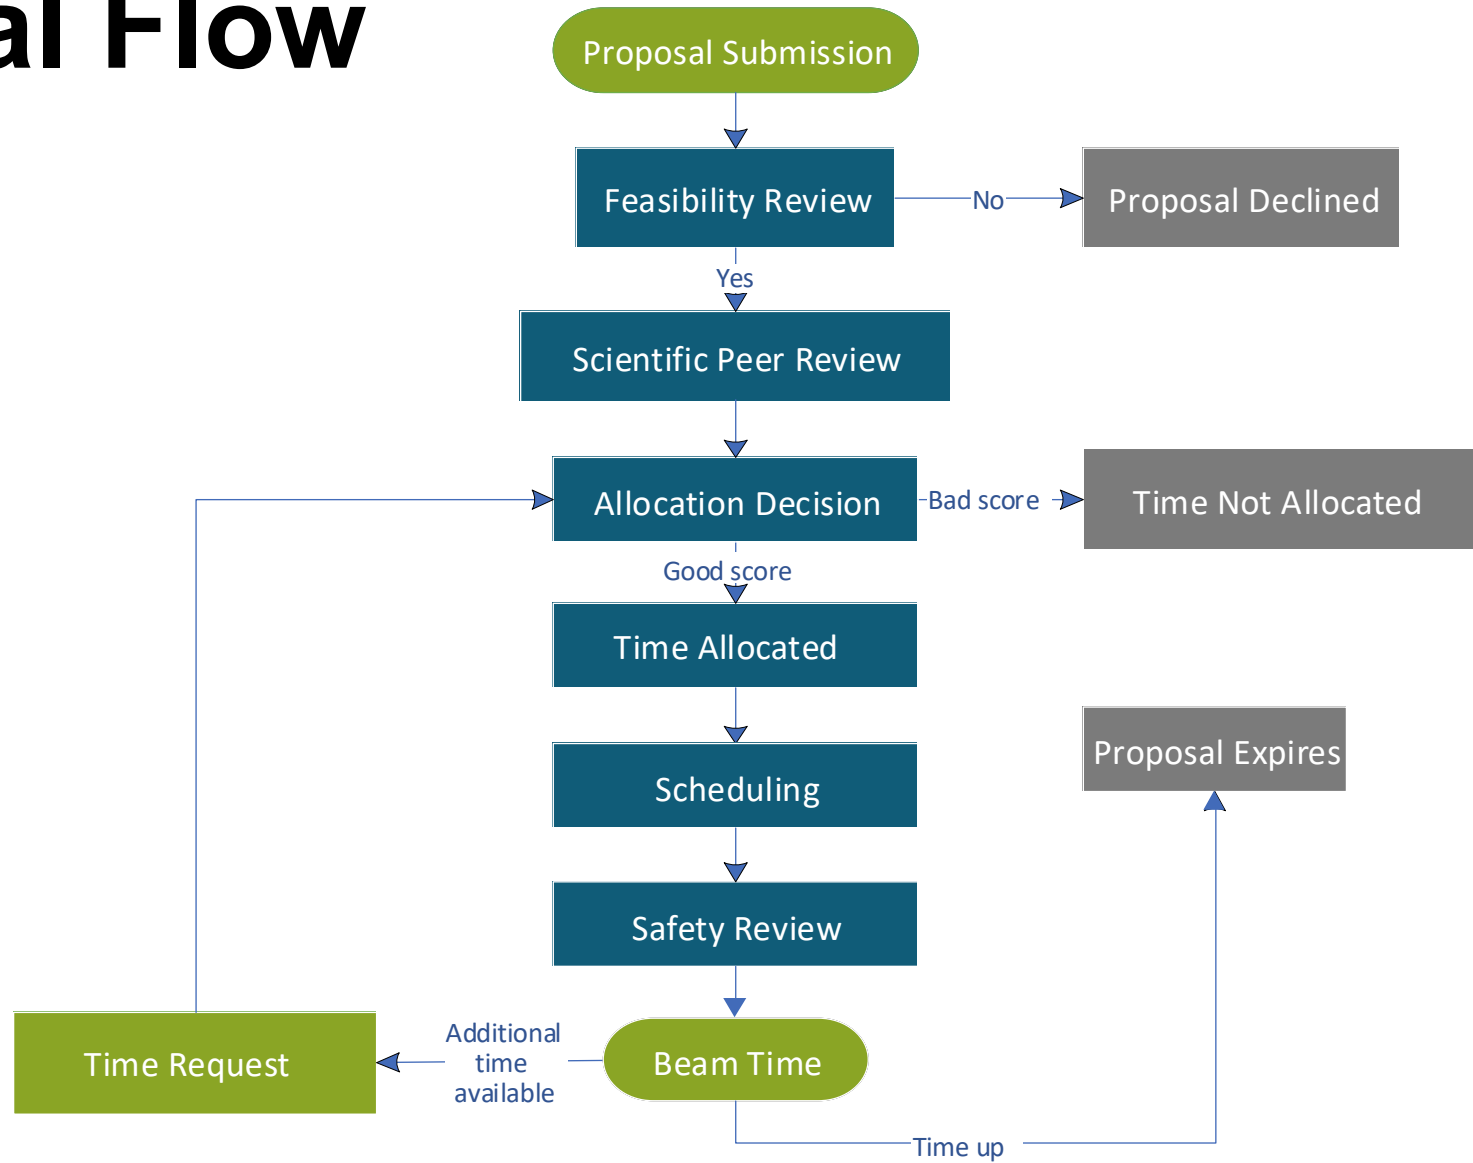 al Flow
Proposal Submission
Feasibility Review
No
Proposal Declined
Yes
Scientific Peer Review
Allocation Decision
Bad score
Time Not Allocated
Good score
Time Allocated
Scheduling
Proposal Expires
Safety Review
Time Request
Additional
time
available
Beam Time
Time up